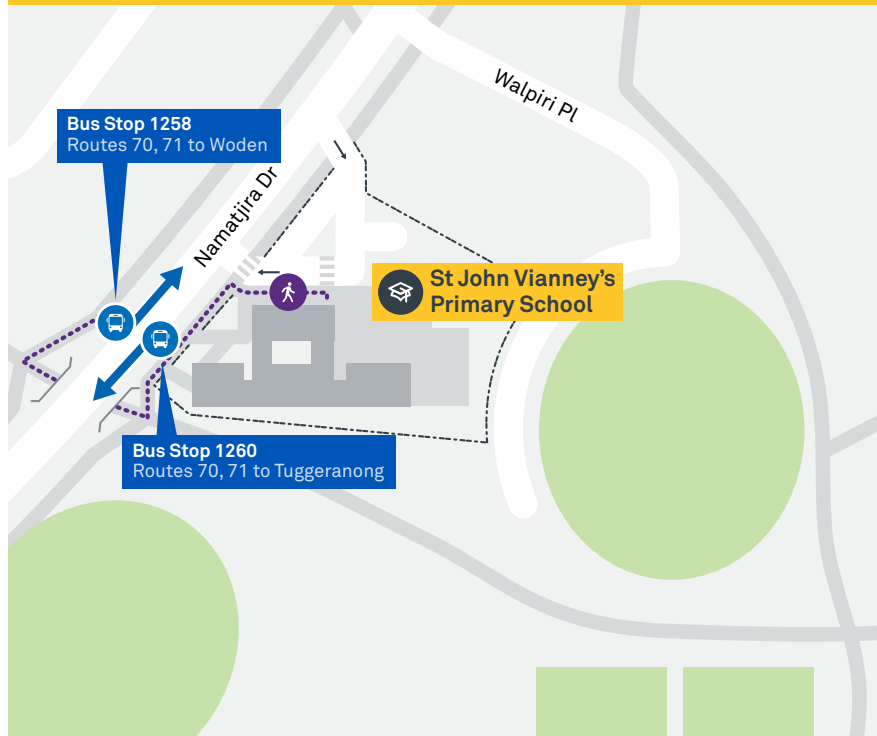 Walpiri Pl
Bus Stop 1258
Routes 70, 71 to Woden
Namatjira Dr
St John Vianney's
Primary School
Bus Stop 1260
Routes 70, 71 to Tuggeranong